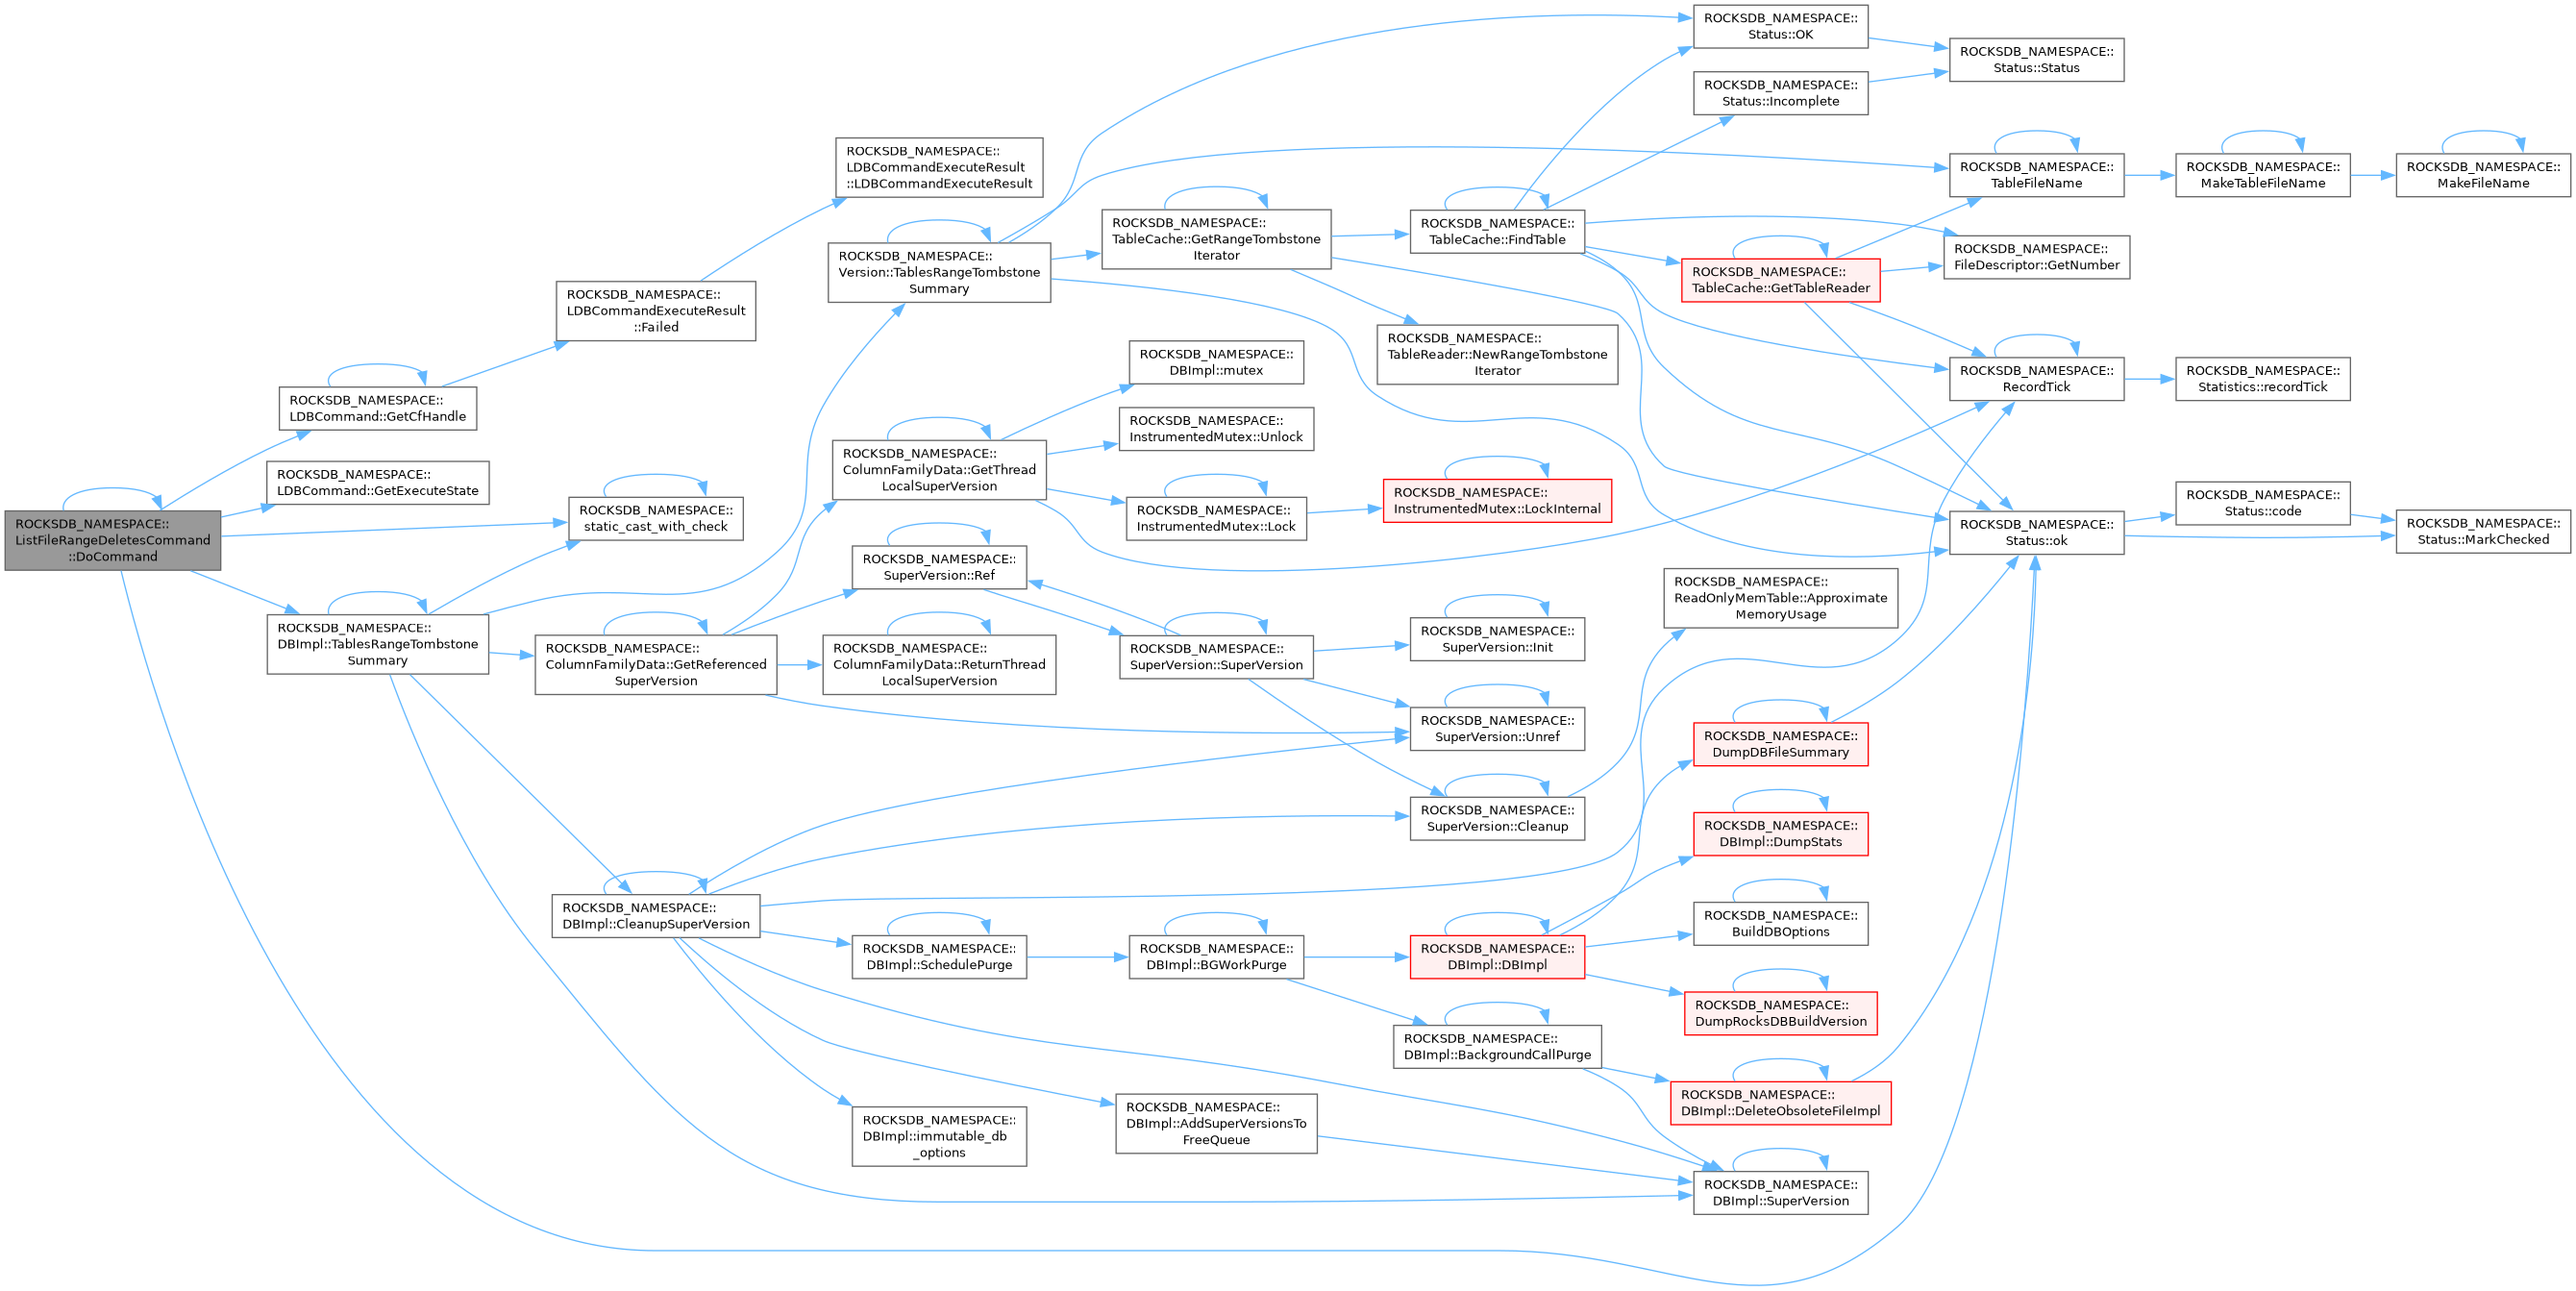 ROCKSDB_NAMESPACE::
ListFileRangeDeletesCommand
::DoCommand
ROCKSDB_NAMESPACE::
LDBCommand::GetCfHandle
ROCKSDB_NAMESPACE::
LDBCommand::GetExecuteState
ROCKSDB_NAMESPACE::
DBImpl::TablesRangeTombstone
Summary
ROCKSDB_NAMESPACE::
LDBCommandExecuteResult
::Failed
ROCKSDB_NAMESPACE::
static_cast_with_check
ROCKSDB_NAMESPACE::
ColumnFamilyData::GetReferenced
SuperVersion
ROCKSDB_NAMESPACE::
DBImpl::CleanupSuperVersion
ROCKSDB_NAMESPACE::
LDBCommandExecuteResult
::LDBCommandExecuteResult
ROCKSDB_NAMESPACE::
Version::TablesRangeTombstone
Summary
ROCKSDB_NAMESPACE::
ColumnFamilyData::GetThread
LocalSuperVersion
ROCKSDB_NAMESPACE::
SuperVersion::Ref
ROCKSDB_NAMESPACE::
ColumnFamilyData::ReturnThread
LocalSuperVersion
ROCKSDB_NAMESPACE::
DBImpl::SchedulePurge
ROCKSDB_NAMESPACE::
DBImpl::immutable_db
_options
ROCKSDB_NAMESPACE::
TableCache::GetRangeTombstone
Iterator
ROCKSDB_NAMESPACE::
DBImpl::mutex
ROCKSDB_NAMESPACE::
InstrumentedMutex::Unlock
ROCKSDB_NAMESPACE::
InstrumentedMutex::Lock
ROCKSDB_NAMESPACE::
SuperVersion::SuperVersion
ROCKSDB_NAMESPACE::
DBImpl::BGWorkPurge
ROCKSDB_NAMESPACE::
DBImpl::AddSuperVersionsTo
FreeQueue
ROCKSDB_NAMESPACE::
TableCache::FindTable
ROCKSDB_NAMESPACE::
TableReader::NewRangeTombstone
Iterator
ROCKSDB_NAMESPACE::
InstrumentedMutex::LockInternal
ROCKSDB_NAMESPACE::
SuperVersion::Init
ROCKSDB_NAMESPACE::
SuperVersion::Unref
ROCKSDB_NAMESPACE::
SuperVersion::Cleanup
ROCKSDB_NAMESPACE::
DBImpl::DBImpl
ROCKSDB_NAMESPACE::
DBImpl::BackgroundCallPurge
ROCKSDB_NAMESPACE::
Status::OK
ROCKSDB_NAMESPACE::
Status::Incomplete
ROCKSDB_NAMESPACE::
TableCache::GetTableReader
ROCKSDB_NAMESPACE::
ReadOnlyMemTable::Approximate
MemoryUsage
ROCKSDB_NAMESPACE::
DumpDBFileSummary
ROCKSDB_NAMESPACE::
DBImpl::DumpStats
ROCKSDB_NAMESPACE::
BuildDBOptions
ROCKSDB_NAMESPACE::
DumpRocksDBBuildVersion
ROCKSDB_NAMESPACE::
DBImpl::DeleteObsoleteFileImpl
ROCKSDB_NAMESPACE::
DBImpl::SuperVersion
ROCKSDB_NAMESPACE::
Status::Status
ROCKSDB_NAMESPACE::
TableFileName
ROCKSDB_NAMESPACE::
FileDescriptor::GetNumber
ROCKSDB_NAMESPACE::
RecordTick
ROCKSDB_NAMESPACE::
Status::ok
ROCKSDB_NAMESPACE::
MakeTableFileName
ROCKSDB_NAMESPACE::
Statistics::recordTick
ROCKSDB_NAMESPACE::
Status::code
ROCKSDB_NAMESPACE::
MakeFileName
ROCKSDB_NAMESPACE::
Status::MarkChecked